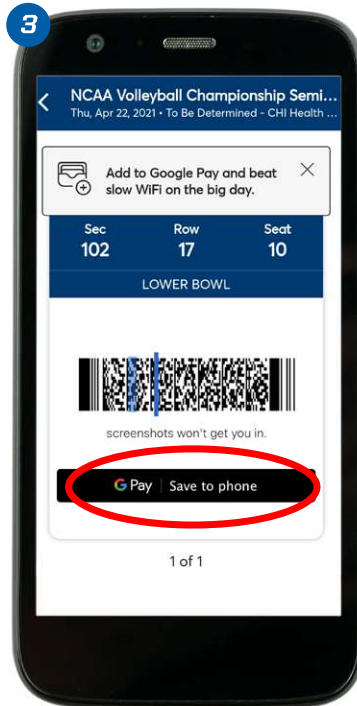 3
NCAA Volleyball Championship Semi...
Thu, Apr 22, 2021 • To Be Determined - CHI Health ...
Add to Google Pay and beat
slow WiFi on the big day.
Sec Row Seat
102 17 10
LOWER BOWL
screenshots won't get you in.
G Pay | Save to phone
1 of 1